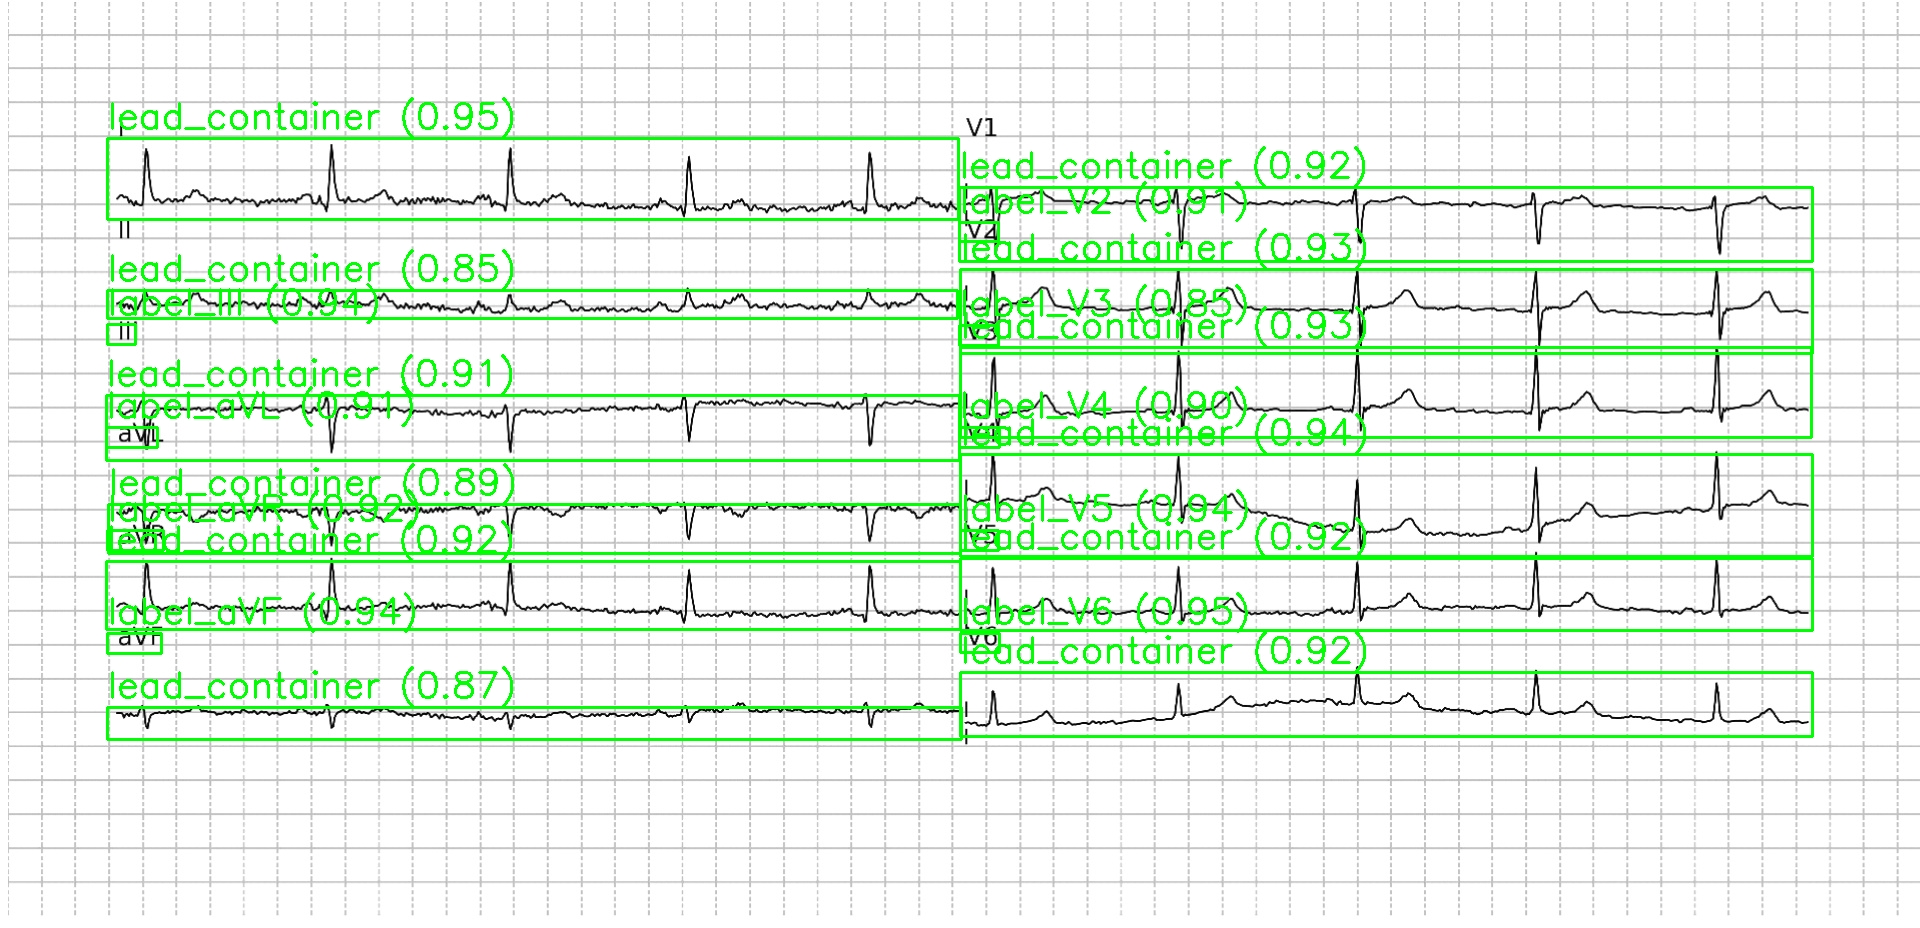 lead_container (0.95)
I
V1
lead_container (0.92)
label_V2 (0.91)
II
V2
lead_container (0.93)
lead_container (0.85)
label_III (0.94)
label_V3 (0.85)
lead_container (0.93)
III
V3
lead_container (0.91)
label_aVL (0.91)
label_V4 (0.90)
aVL
V4
lead_container (0.94)
lead_container (0.89)
label_aVR (0.92)
label_V5 (0.94)
aVR
V5
lead_container (0.92)
lead_container (0.92)
label_aVF (0.94)
label_V6 (0.95)
aVF
V6
lead_container (0.92)
lead_container (0.87)